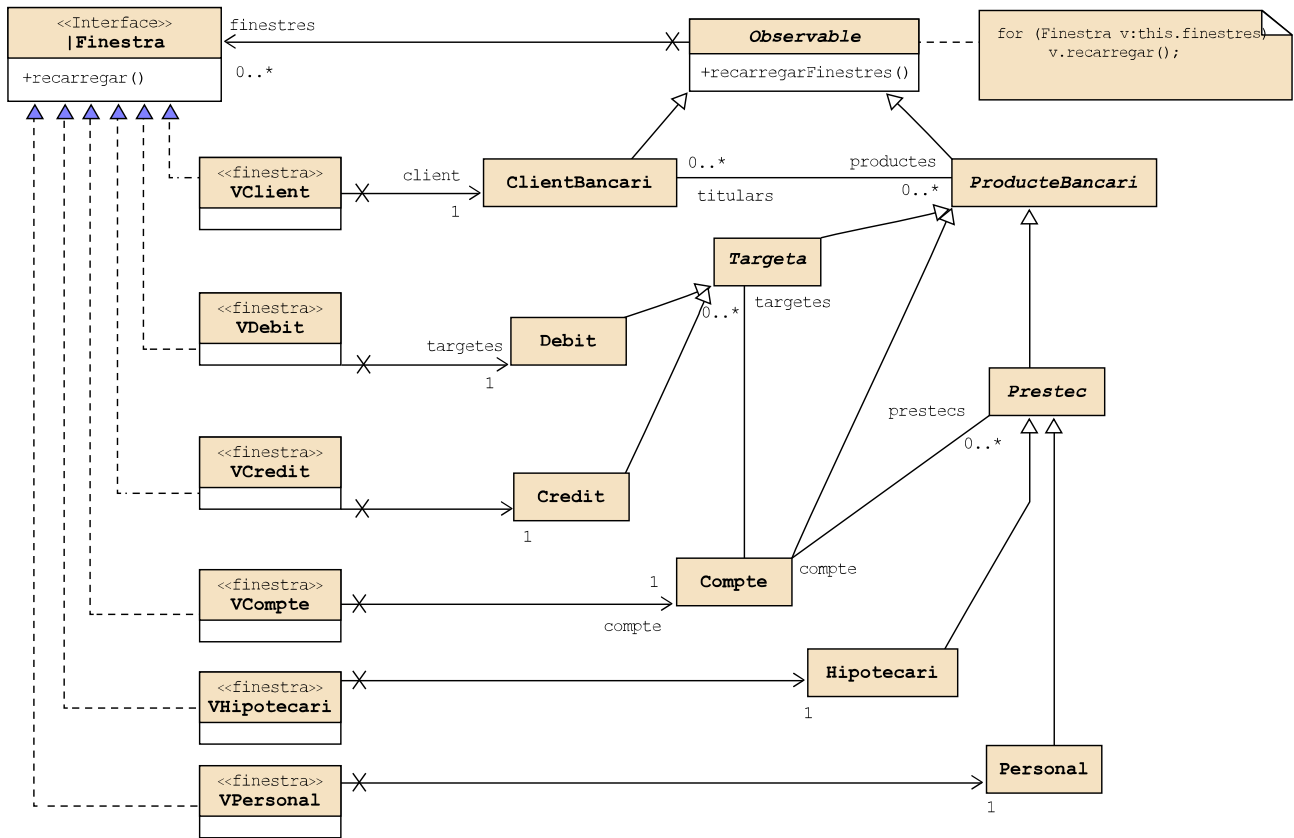 <<Interface>>
|Finestra
+recarregar()
finestres
0..*
Observable
+recarregarFinestres()
for (Finestra v:this.finestres)
v.recarregar();
<<finestra>>
VClient
client
1
ClientBancari
0..*
titulars
productes
0..*
ProducteBancari
Targeta
0..*
targetes
<<finestra>>
VDebit
targetes
1
Debit
Prestec
prestecs
0..*
<<finestra>>
VCredit
Credit
1
<<finestra>>
VCompte
1
compte
Compte
compte
<<finestra>>
VHipotecari
Hipotecari
1
<<finestra>>
VPersonal
Personal
1